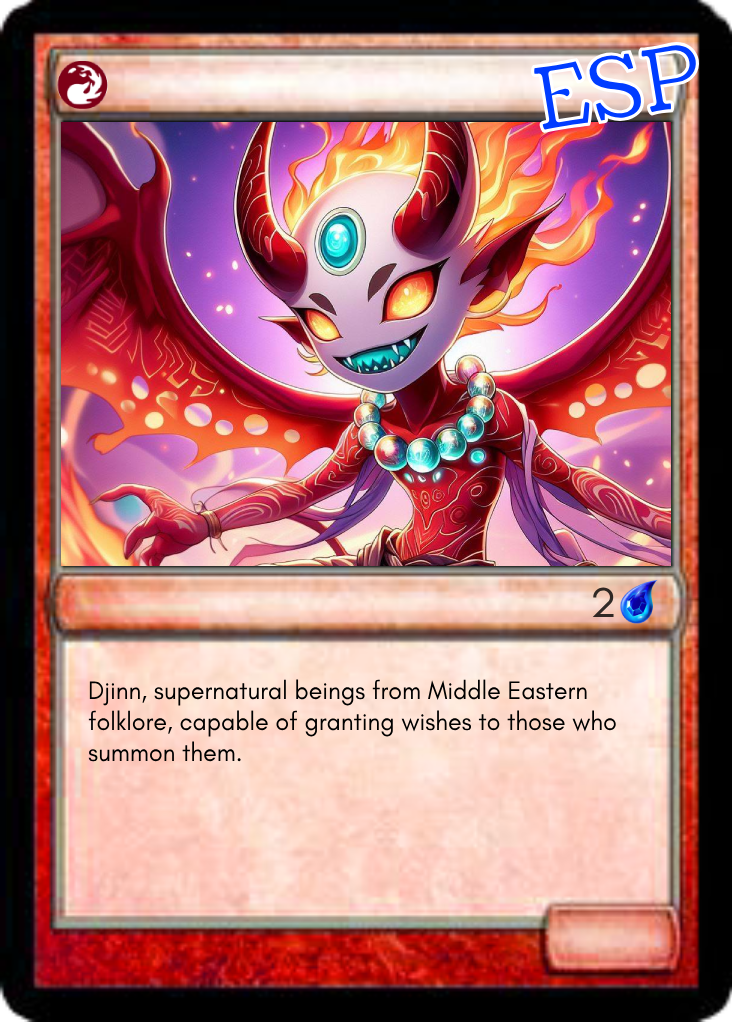 ESP
2
Djinn, supernatural beings from Middle Eastern
folklore, capable of granting wishes to those who
summon them.